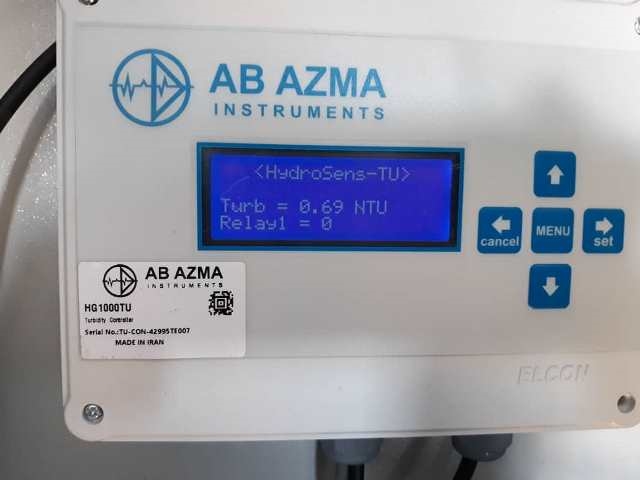 AB AZMA
INSTRUMENTS
<HydroSens-TU>
Turb = 0.69 NTU
Relay1 = 0
cancel
MENU
set
AB AZMA
INSTRUMENTS
HG1000TU
Turbidity Controller
Serial No.:TU-CON-42995TE007
MADE IN IRAN
ELCON